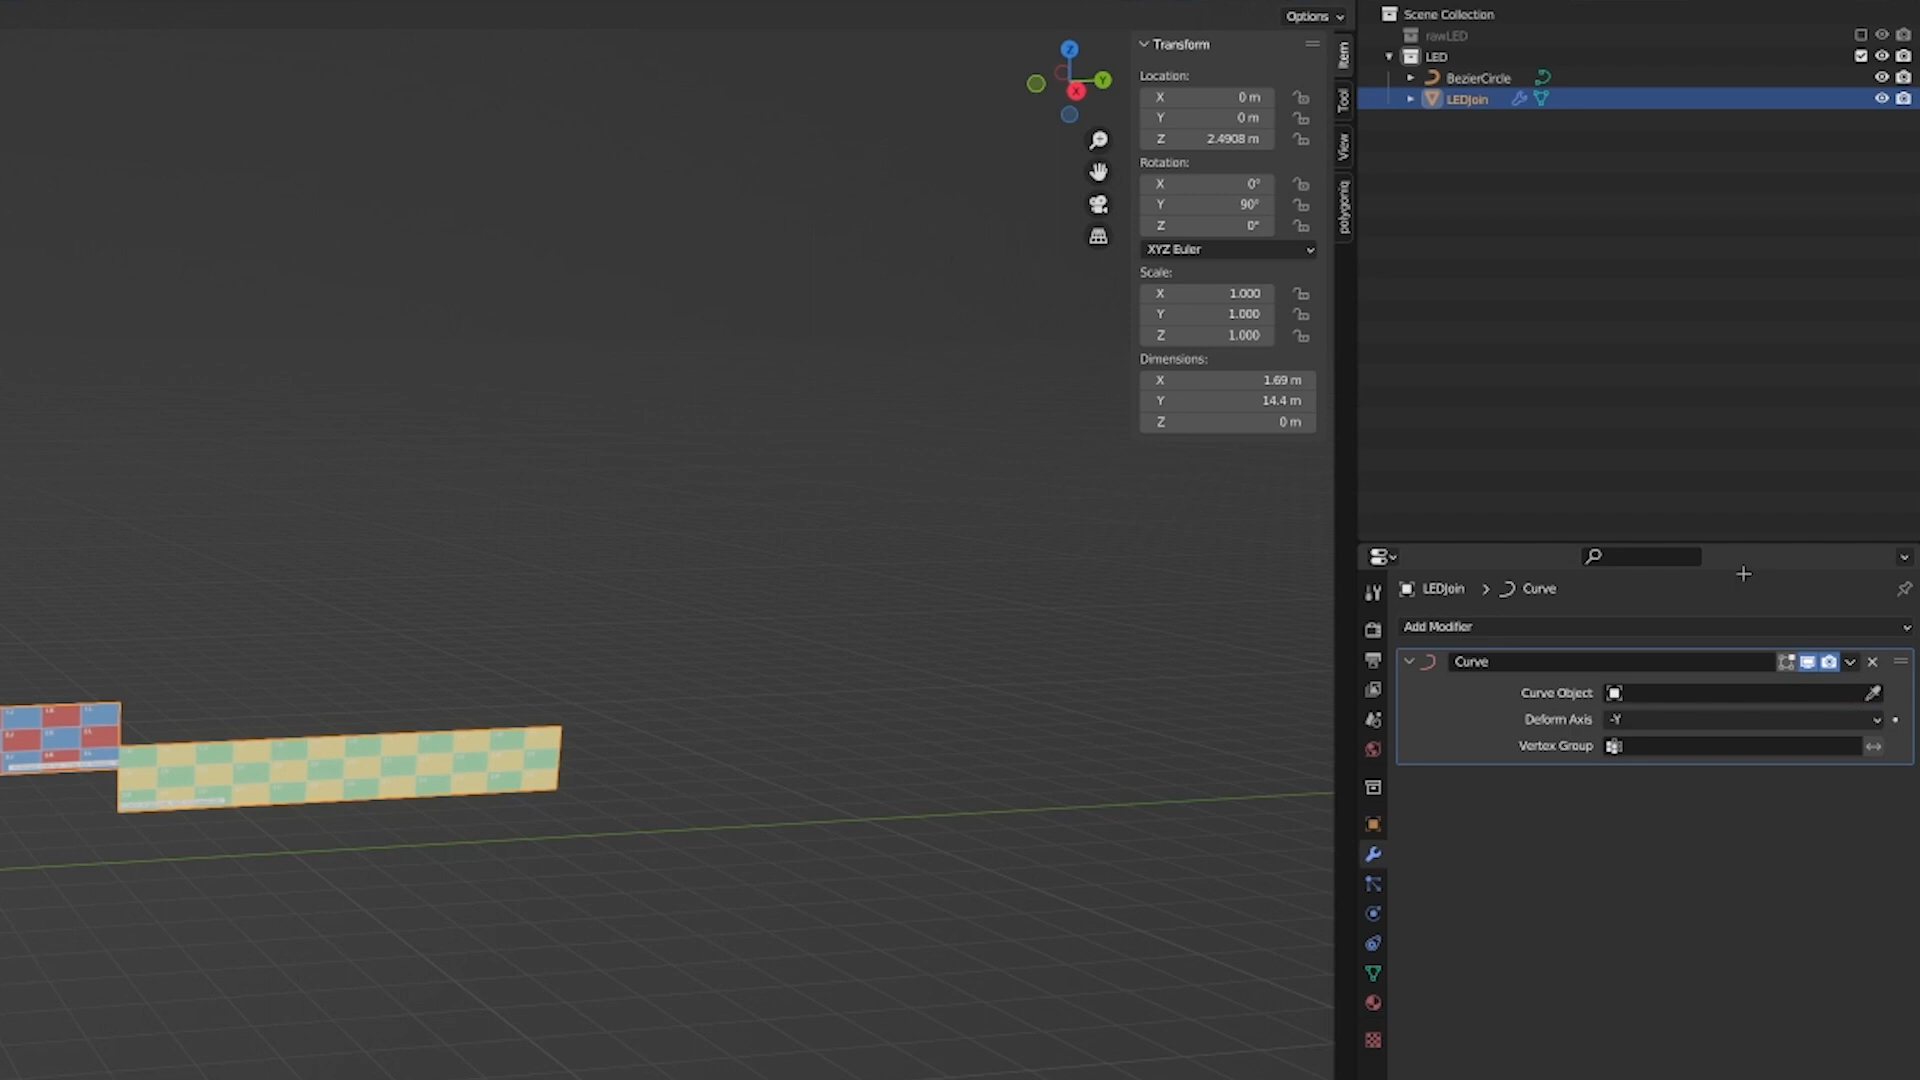 Options
Transform
Location:
X 0 m
Y 0 m
Z 2.4908 m
Rotation:
X 0°
Y 90°
Z 0°
XYZ Euler
Scale:
X 1.000
Y 1.000
Z 1.000
Dimensions:
X 1.69 m
Y 14.4 m
Z 0 m
Z
Y
X
Item
Tool
View
polygoniq
Scene Collection
rawLED
LED
BezierCircle
LEDJoin
LEDJoin > Curve
Add Modifier
Curve
Curve Object
Deform Axis -Y
Vertex Group